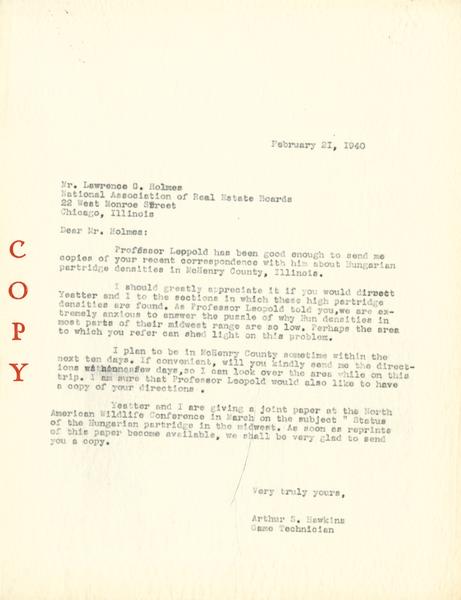 February 21, 1940
Mr. Lawrence G. Holmes
National Association of Real Estate Boards
22 West Monroe Street
Chicago, Illinois
Dear Mr. Holmes:
COPY
Professor Leopold has been good enough to send me
copies of your recent correspondence with him about Hungarian
partridge densities in McHenry County, Illinois.
I should greatly appreciate it if you would direct
Yeatter and I to the sections in which these high partridge
densities are found. As Professor Leopold told you,we are ex-
tremely anxious to answer the puzzle of why Hun densities in
most parts of their midwest range are so low. Perhaps the area
to which you refer can shed light on this problem.
I plan to be in McHenry County sometime within the
next ten days. If convenient, will you kindly send me the direct-
ions within a few days,so I can look over the area while on this
trip. I am sure that Professor Leopold would also like to have
a copy of your directions .
Yeatter and I are giving a joint paper at the North
American Wildlife Conference in March on the subject " Status
of the Hungarian partridge in the midwest. As soon as reprints
of this paper become available, we shall be very glad to send
you a copy.
Very truly yours,
Arthur S. Hawkins
Game Technician